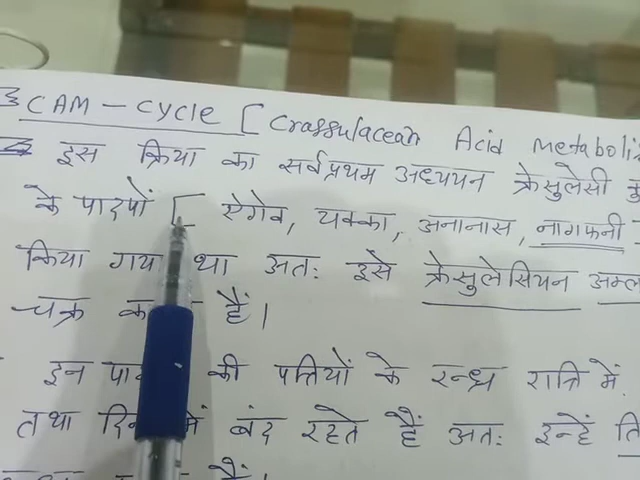 CAM - Cycle [ Crassulacean Acid Metaboli
इस क्रिया का सर्वप्रथम अध्ययन क्रेसुलेसी कु
के पादपों [ ऐगेव, यक्का, अनानास, नागफनी
किया गया था अतः इसे क्रेसुलेसियन अम्ल
चक्र है।
इन की पत्तियों के रन्ध्र रात्रि में
तथा में बंद रहते हैं अतः इन्हें
हैं।